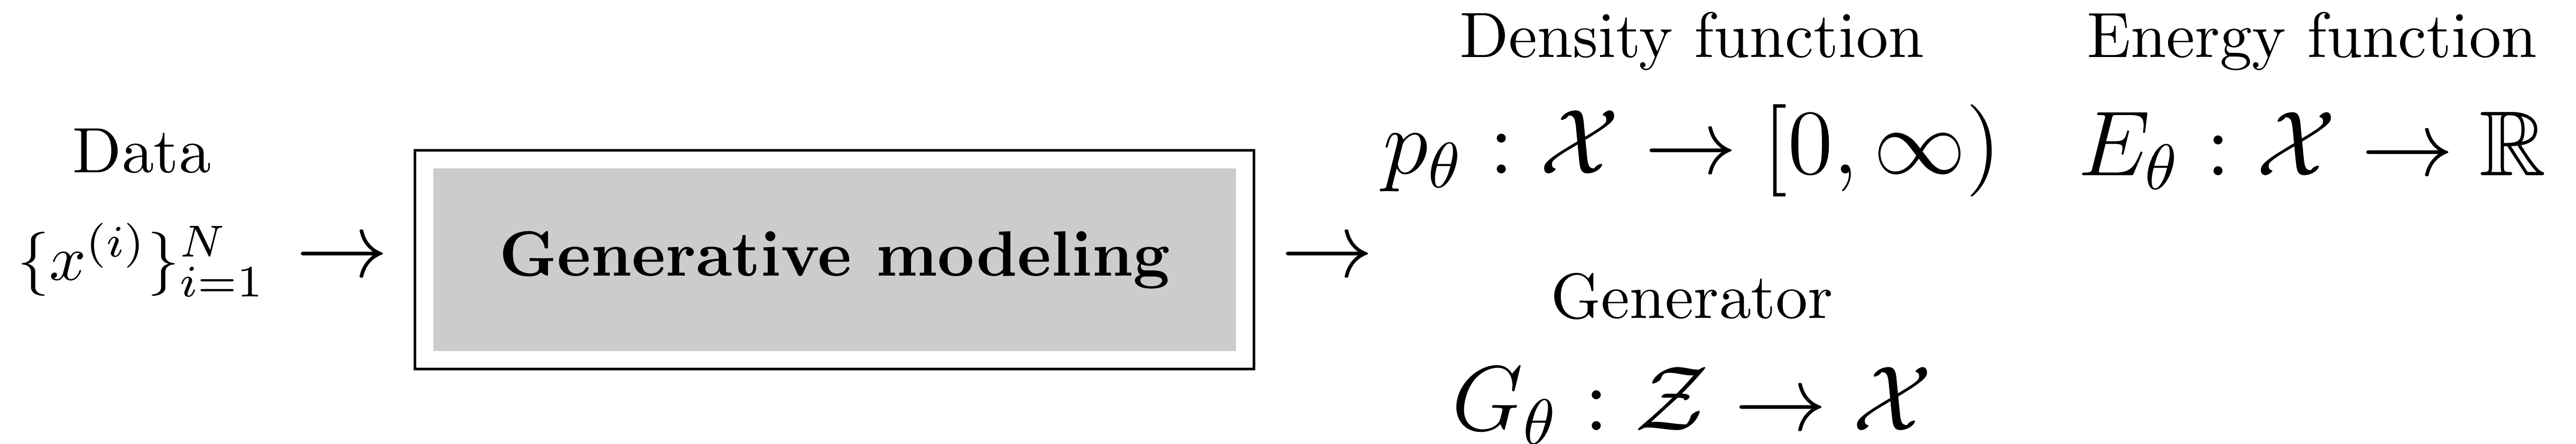 Data
{x^{(i)}}_{i=1}^{N} →
Generative modeling
→
Density function
p_θ : 𝒳 → [0, ∞)
Energy function
E_θ : 𝒳 → ℝ
Generator
G_θ : 𝒵 → 𝒳